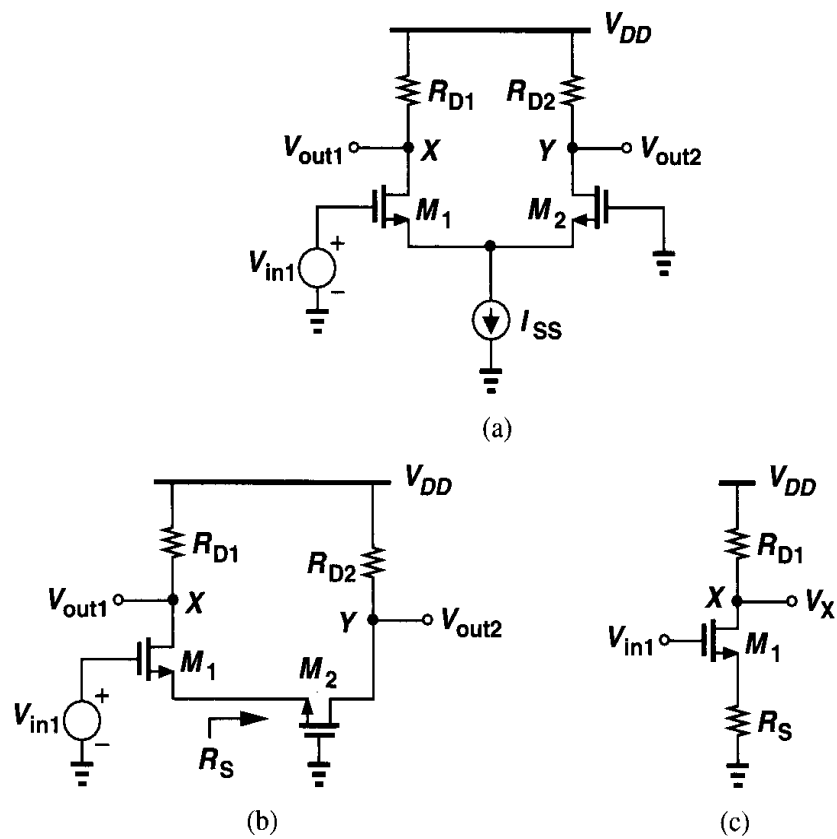 V_DD
R_D1 R_D2
V_out1 X Y V_out2
M_1 M_2
V_in1 + −
I_SS
(a)
V_DD
R_D1
R_D2
V_out1 X
Y V_out2
M_1 M_2
V_in1 + −
R_S
(b)
V_DD
R_D1
X V_X
V_in1 M_1
R_S
(c)